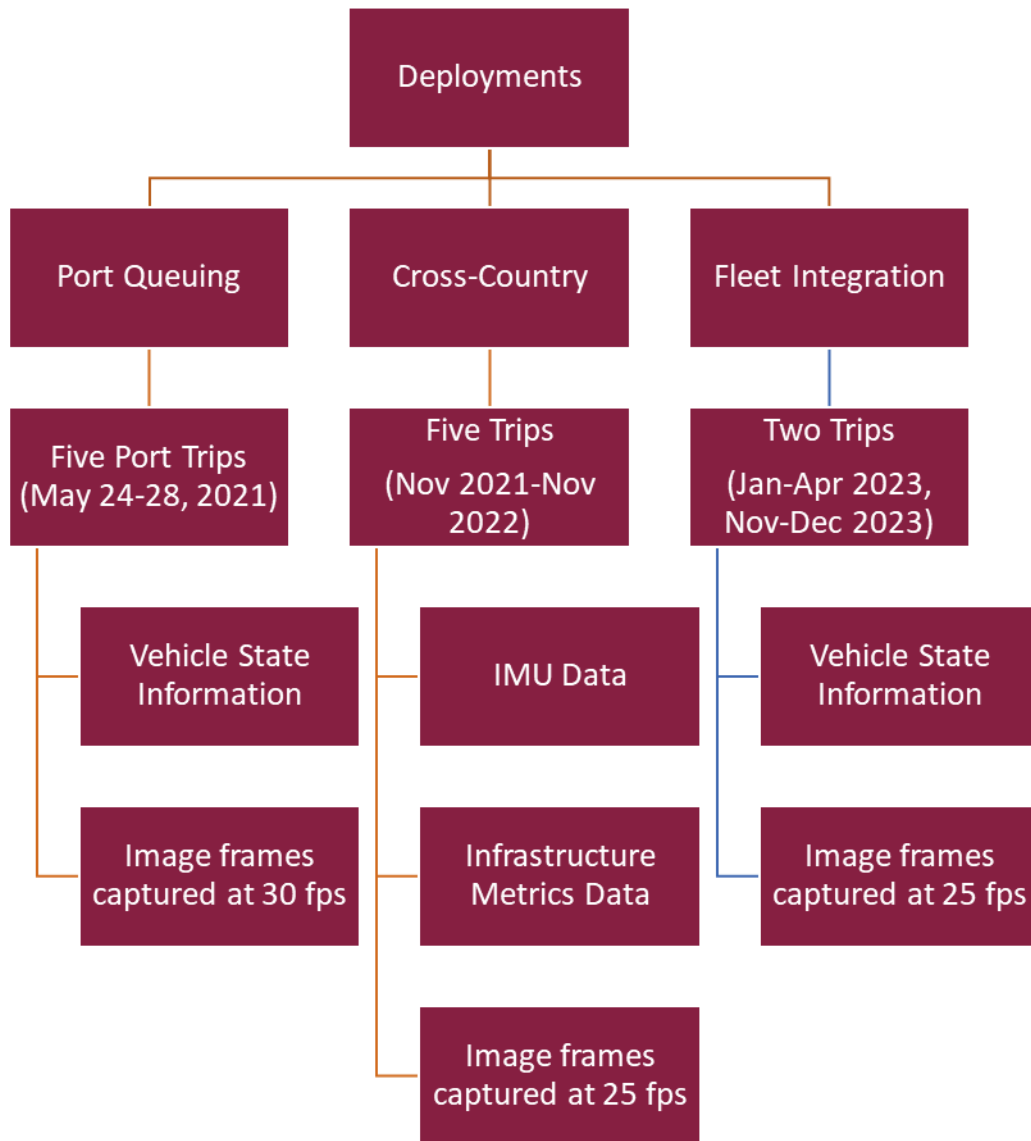 Deployments
Port Queuing
Cross-Country
Fleet Integration
Five Port Trips
(May 24-28, 2021)
Five Trips
(Nov 2021-Nov
2022)
Two Trips
(Jan-Apr 2023,
Nov-Dec 2023)
Vehicle State
Information
IMU Data
Vehicle State
Information
Image frames
captured at 30 fps
Infrastructure
Metrics Data
Image frames
captured at 25 fps
Image frames
captured at 25 fps